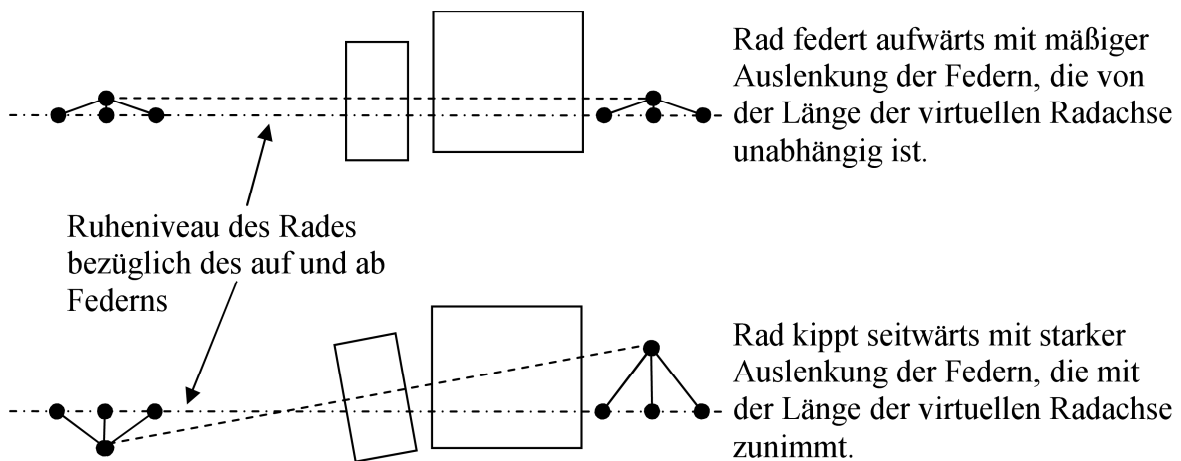 Rad federt aufwärts mit mäßiger
Auslenkung der Federn, die von
der Länge der virtuellen Radachse
unabhängig ist.
Ruheniveau des Rades
bezüglich des auf und ab
Federns
Rad kippt seitwärts mit starker
Auslenkung der Federn, die mit
der Länge der virtuellen Radachse
zunimmt.